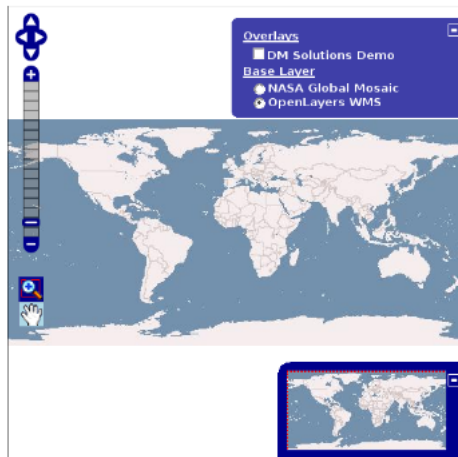 Overlays
DM Solutions Demo
Base Layer
NASA Global Mosaic
OpenLayers WMS